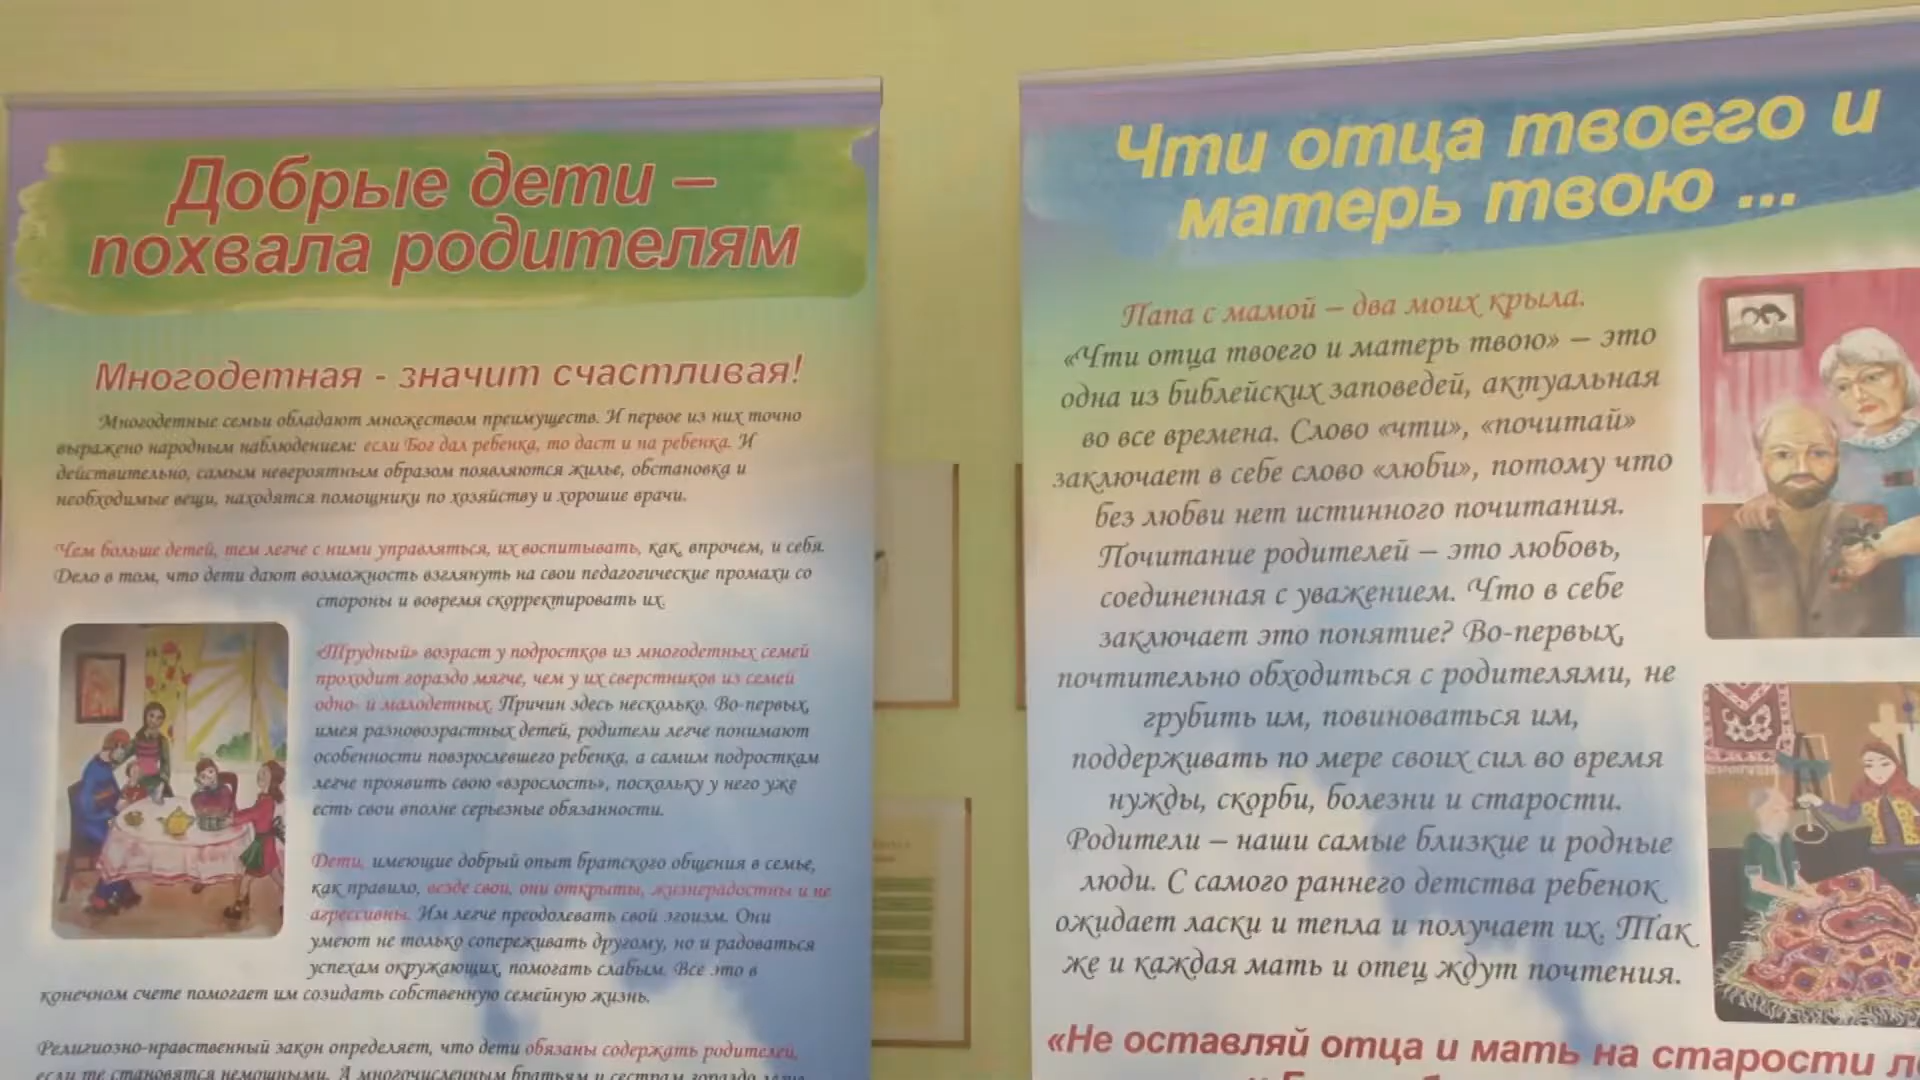 Добрые дети –
похвала родителям
Многодетная - значит счастливая!
Многодетные семьи обладают множеством преимуществ. И первое из них точно
выражено народным наблюдением: если Бог дал ребенка, то даст и на ребенка. И
действительно, самым невероятным образом появляются жилье, обстановка и
необходимые вещи, находятся помощники по хозяйству и хорошие врачи.
Чем больше детей, тем легче с ними управляться, их воспитывать, как, впрочем, и себя.
Дело в том, что дети дают возможность взглянуть на свои педагогические промахи со
стороны и вовремя скорректировать их.
«Трудный» возраст у подростков из многодетных семей
проходит гораздо мягче, чем у их сверстников из семей
одно- и малодетных. Причин здесь несколько. Во-первых,
имея разновозрастных детей, родители легче понимают
особенности повзрослевшего ребенка, а самим подросткам
легче проявить свою «взрослость», поскольку у него уже
есть свои вполне серьезные обязанности.
Дети, имеющие добрый опыт братского общения в семье,
как правило, везде свои, они открыты, жизнерадостны и не
агрессивны. Им легче преодолевать свой эгоизм. Они
умеют не только сопереживать другому, но и радоваться
успехам окружающих, помогать слабым. Все это в
конечном счете помогает им созидать собственную семейную жизнь.
Религиозно-нравственный закон определяет, что дети обязаны содержать родителей,
если те становятся немощными. А многочисленным братьям и сестрам гораздо легче
Чти отца твоего и
матерь твою ...
Папа с мамой – два моих крыла.
«Чти отца твоего и матерь твою» – это
одна из библейских заповедей, актуальная
во все времена. Слово «чти», «почитай»
заключает в себе слово «люби», потому что
без любви нет истинного почитания.
Почитание родителей – это любовь,
соединенная с уважением. Что в себе
заключает это понятие? Во-первых,
почтительно обходиться с родителями, не
грубить им, повиноваться им,
поддерживать по мере своих сил во время
нужды, скорби, болезни и старости.
Родители – наши самые близкие и родные
люди. С самого раннего детства ребенок
ожидает ласки и тепла и получает их. Так
же и каждая мать и отец ждут почтения.
«Не оставляй отца и мать на старости